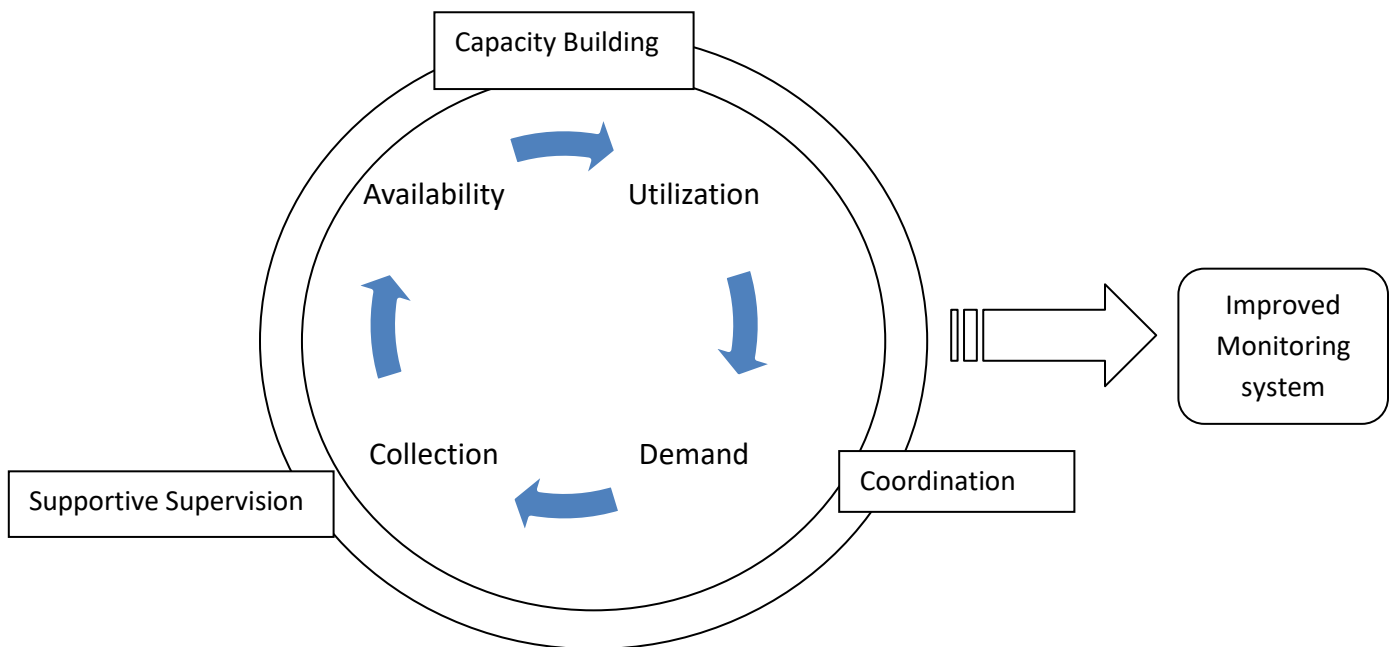 Capacity Building
Availability
Utilization
Improved
Monitoring
system
Collection
Demand
Coordination
Supportive Supervision